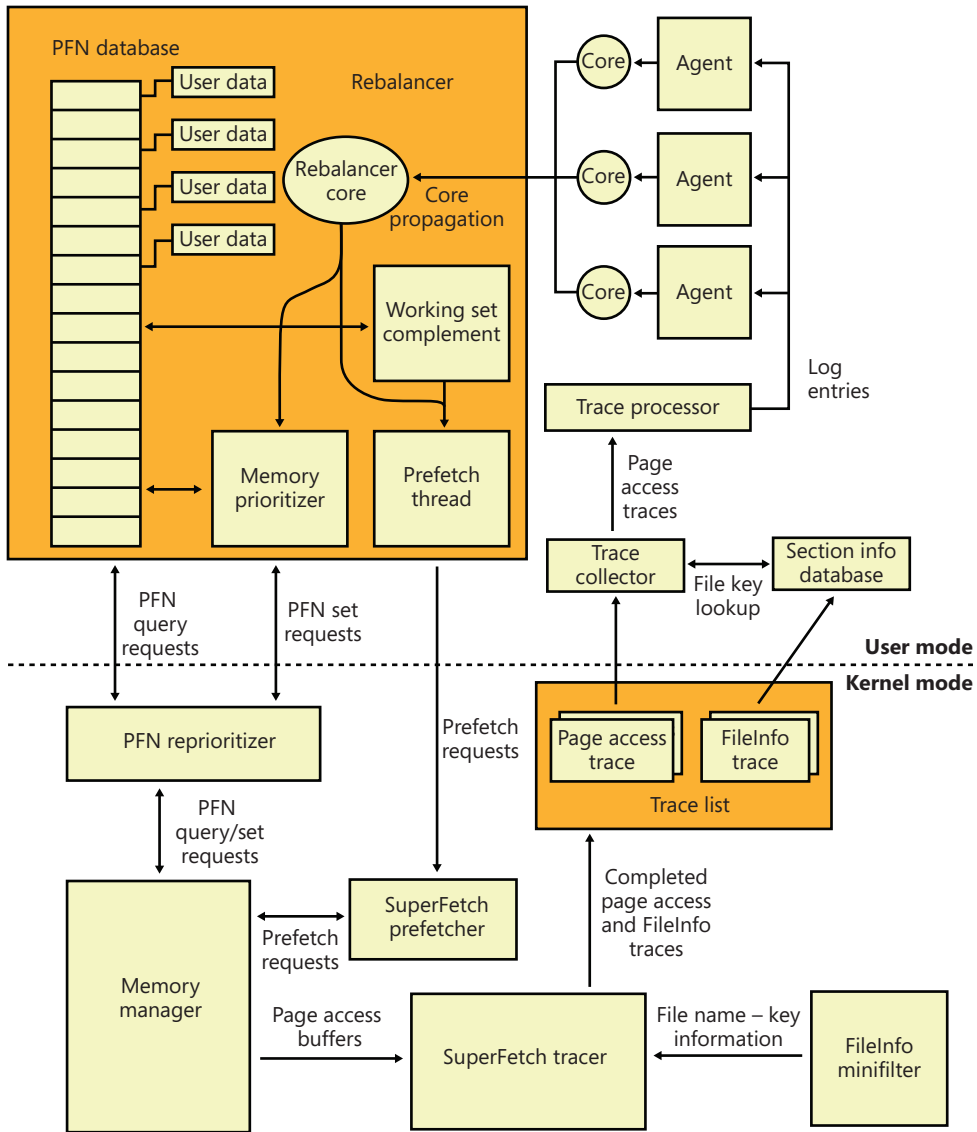 PFN database
Rebalancer
User data
User data
User data
User data
Rebalancer
core
Core
propagation
Working set
complement
Memory
prioritizer
Prefetch
thread
Core
Agent
Core
Agent
Core
Agent
Log
entries
Trace processor
Page
access
traces
Trace
collector
File key
lookup
Section info
database
PFN
query
requests
PFN set
requests
User mode
Kernel mode
PFN reprioritizer
Prefetch
requests
Page access
trace
FileInfo
trace
Trace list
PFN
query/set
requests
Completed
page access
and FileInfo
traces
Memory
manager
Prefetch
requests
SuperFetch
prefetcher
Page access
buffers
SuperFetch tracer
File name – key
information
FileInfo
minifilter